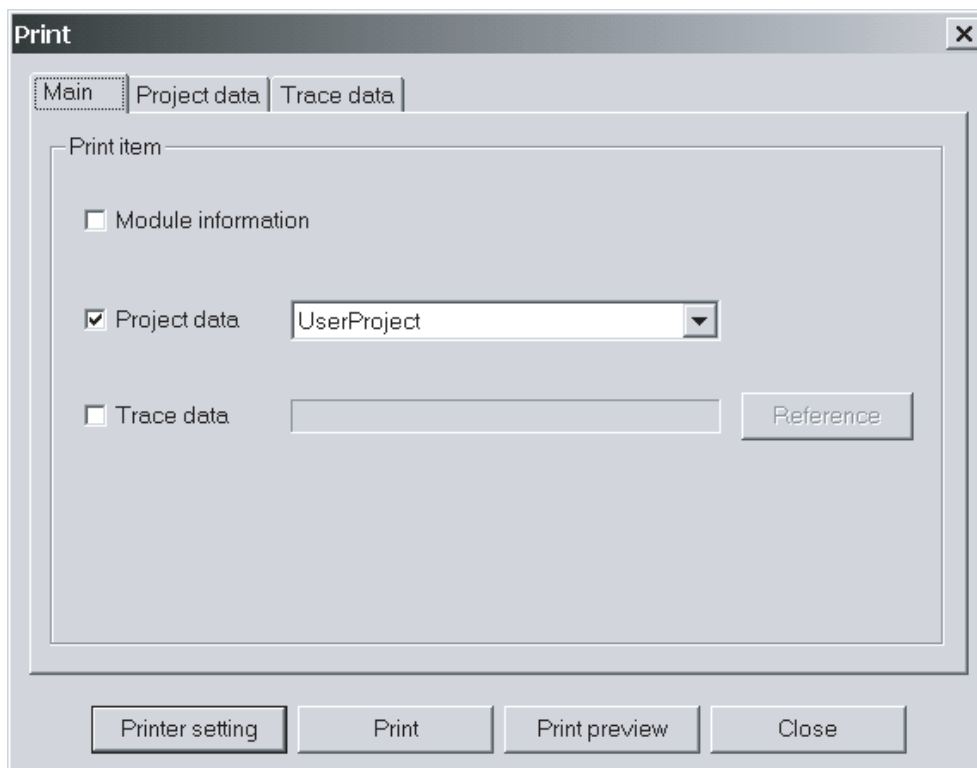 Print
Main Project data Trace data
Print item
Module information
Project data UserProject
Trace data Reference
Printer setting Print Print preview Close